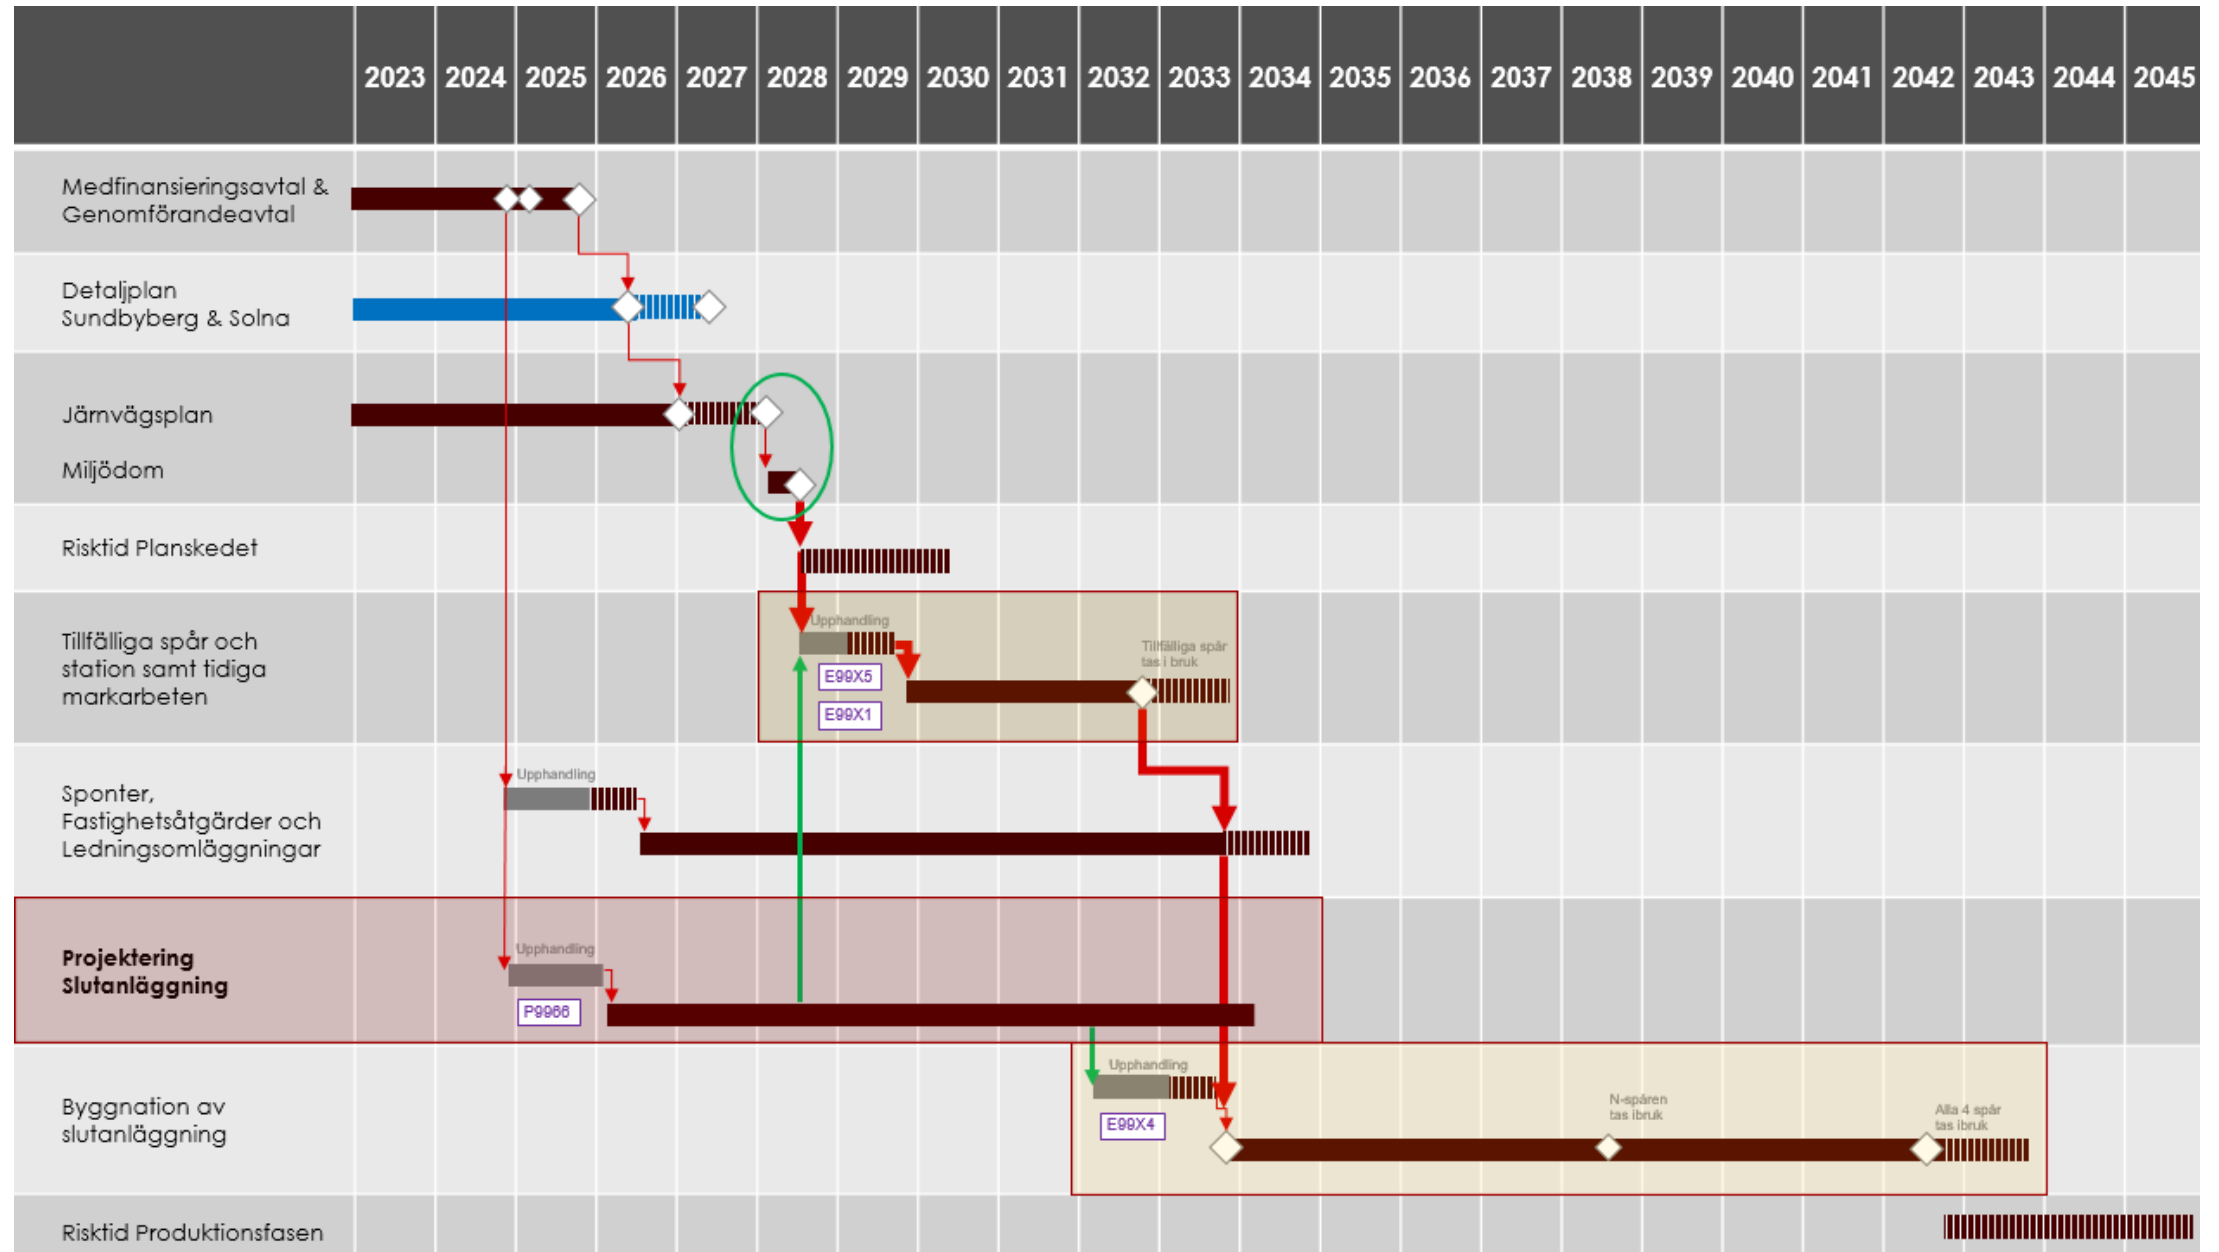 2023 2024 2025 2026 2027 2028 2029 2030 2031 2032 2033 2034 2035 2036 2037 2038 2039 2040 2041 2042 2043 2044 2045
Medfinansieringsavtal &
Genomförandeavtal
Detaljplan
Sundbyberg & Solna
Järnvägsplan
Miljödom
Risktid Planskedet
Tillfälliga spår och
station samt tidiga
markarbeten
Upphandling
E99X5
E99X1
Tillfälliga spår
tas i bruk
Sponter,
Fastighetsåtgärder och
Ledningsomläggningar
Upphandling
Projektering
Slutanläggning
Upphandling
P9966
Byggnation av
slutanläggning
Upphandling
E99X4
N-spåren
tas ibruk
Alla 4 spår
tas ibruk
Risktid Produktionsfasen